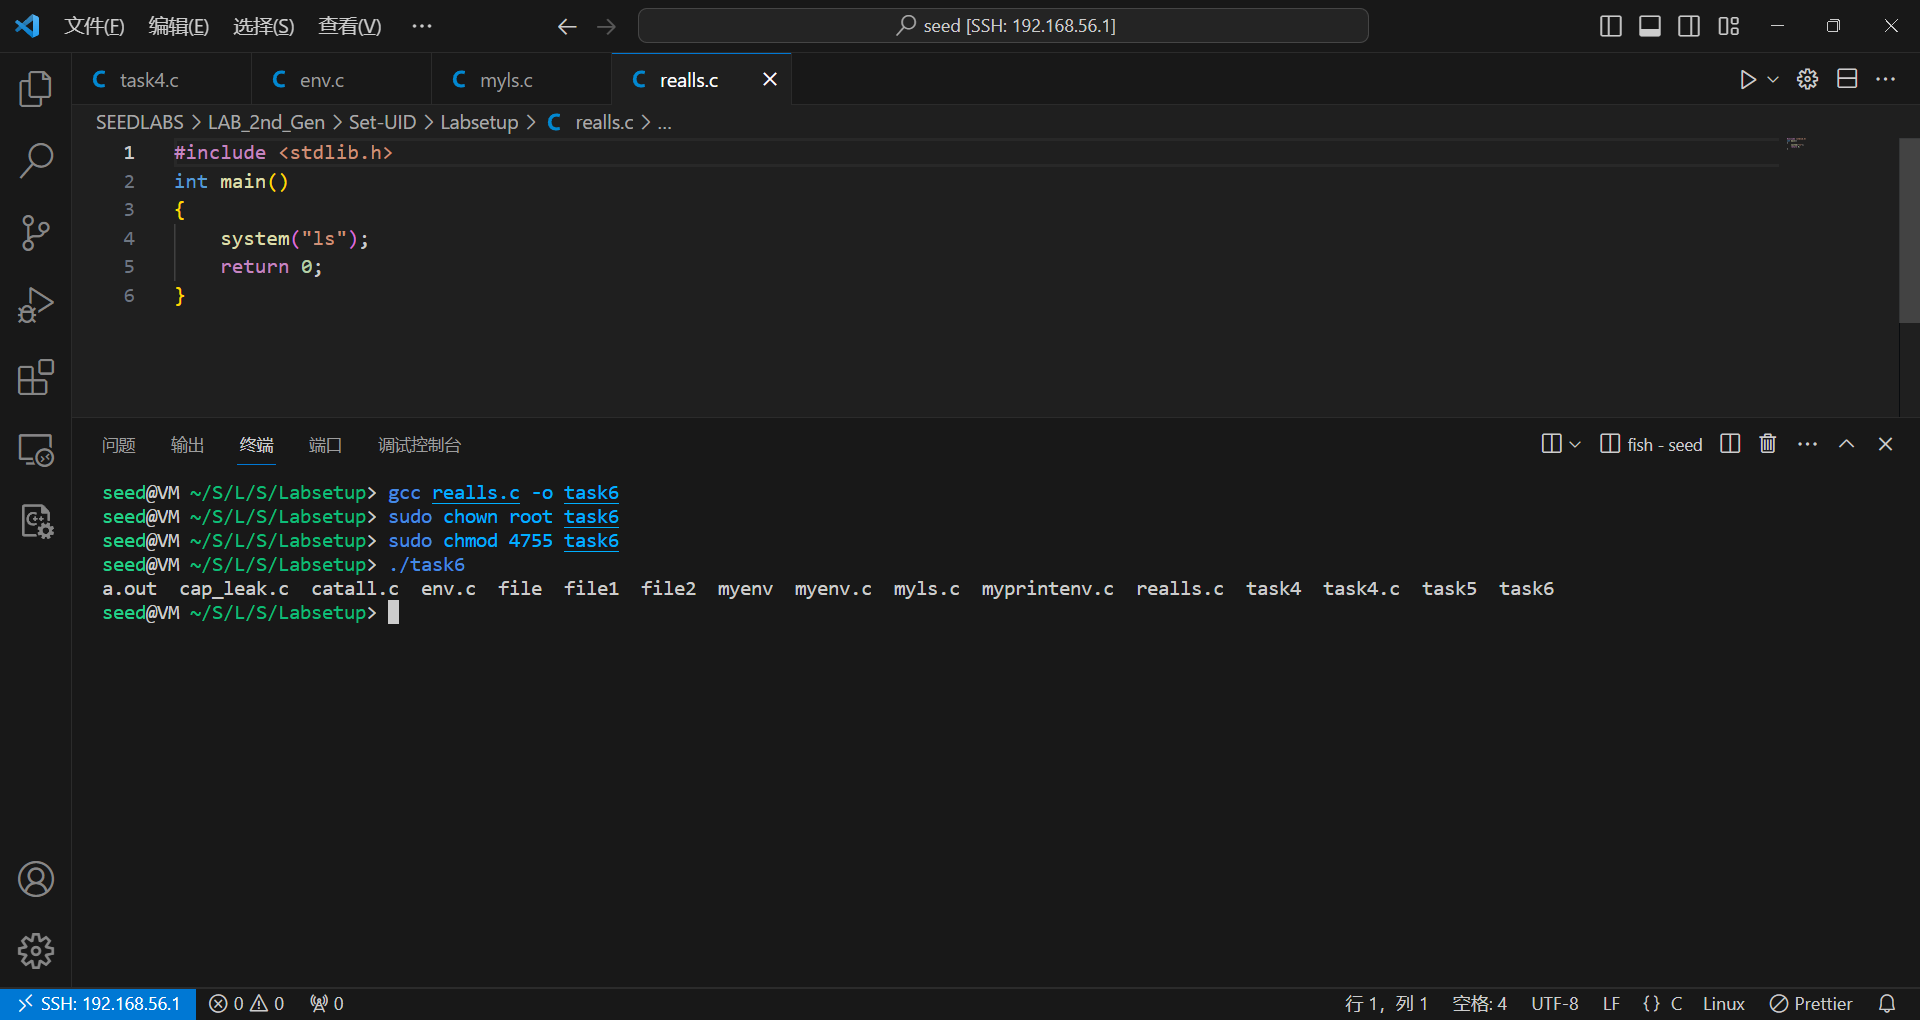 文件(F) 编辑(E) 选择(S) 查看(V) ··· seed [SSH: 192.168.56.1]
C task4.c C env.c C myls.c C realls.c
SEEDLABS > LAB_2nd_Gen > Set-UID > Labsetup > C realls.c > ...
1 #include <stdlib.h>
2 int main()
3 {
4 system("ls");
5 return 0;
6 }
问题 输出 终端 端口 调试控制台 fish - seed
seed@VM ~/S/L/S/Labsetup> gcc realls.c -o task6
seed@VM ~/S/L/S/Labsetup> sudo chown root task6
seed@VM ~/S/L/S/Labsetup> sudo chmod 4755 task6
seed@VM ~/S/L/S/Labsetup> ./task6
a.out cap_leak.c catall.c env.c file file1 file2 myenv myenv.c myls.c myprintenv.c realls.c task4 task4.c task5 task6
seed@VM ~/S/L/S/Labsetup>
SSH: 192.168.56.1 0 0 0 行 1，列 1 空格: 4 UTF-8 LF {} C Linux Prettier